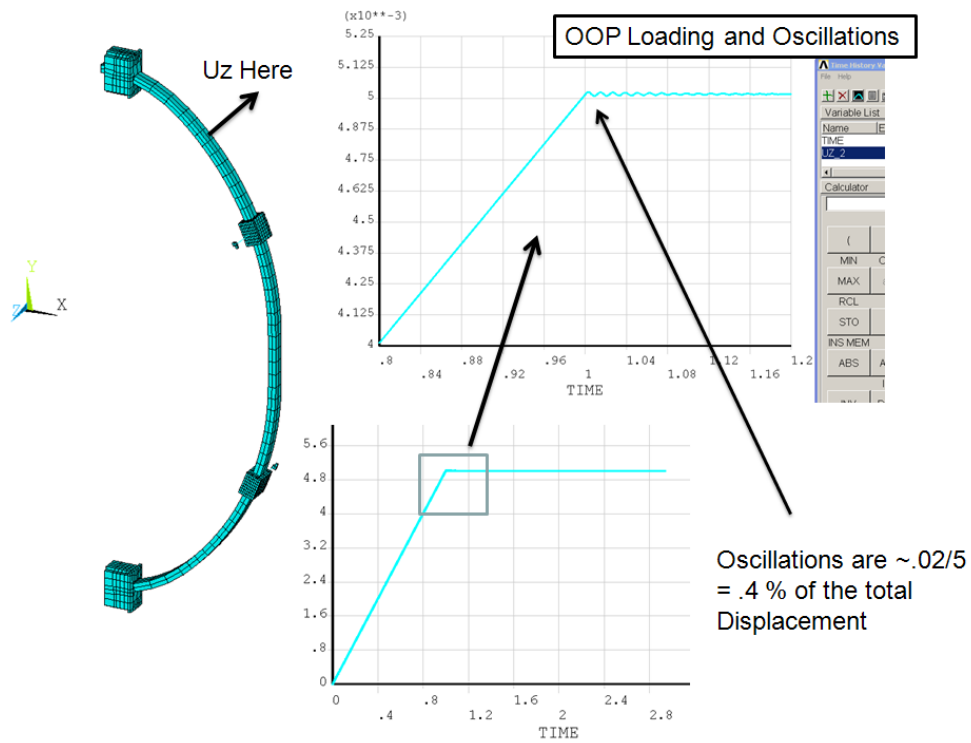 (x10**-3)
OOP Loading and Oscillations
Uz Here
5.25
5.125
5
4.875
4.75
4.625
4.5
4.375
4.25
4.125
4
.8
.88
.96
1.04
1.12
1.2
.84
.92
1
1.08
1.16
TIME
Time History Va
File Help
Variable List
Name
TIME
UZ_2
Calculator
(
MIN
MAX
RCL
STO
INS MEM
ABS
Y
Z
X
5.6
4.8
4
3.2
2.4
1.6
.8
0
0
.8
1.6
2.4
.4
1.2
2
2.8
TIME
Oscillations are ~.02/5
= .4 % of the total
Displacement